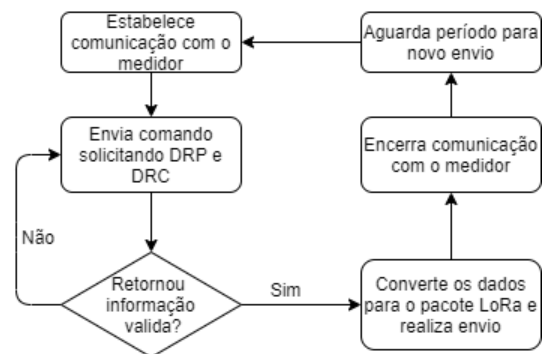 Estabelece
comunicação com o
medidor
Aguarda período para
novo envio
Envia comando
solicitando DRP e
DRC
Encerra comunicação
com o medidor
Não
Retornou
informação
valida?
Sim
Converte os dados
para o pacote LoRa e
realiza envio